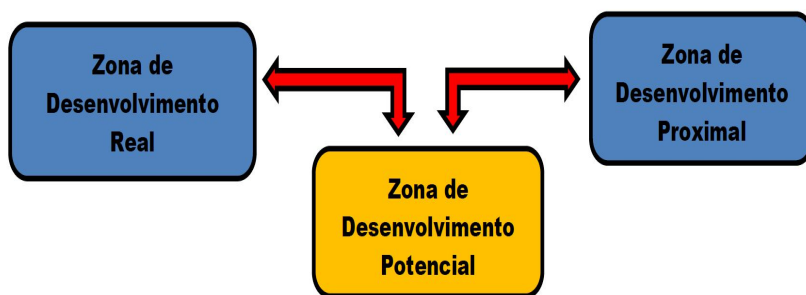 Zona de
Desenvolvimento
Real
Zona de
Desenvolvimento
Proximal
Zona de
Desenvolvimento
Potencial